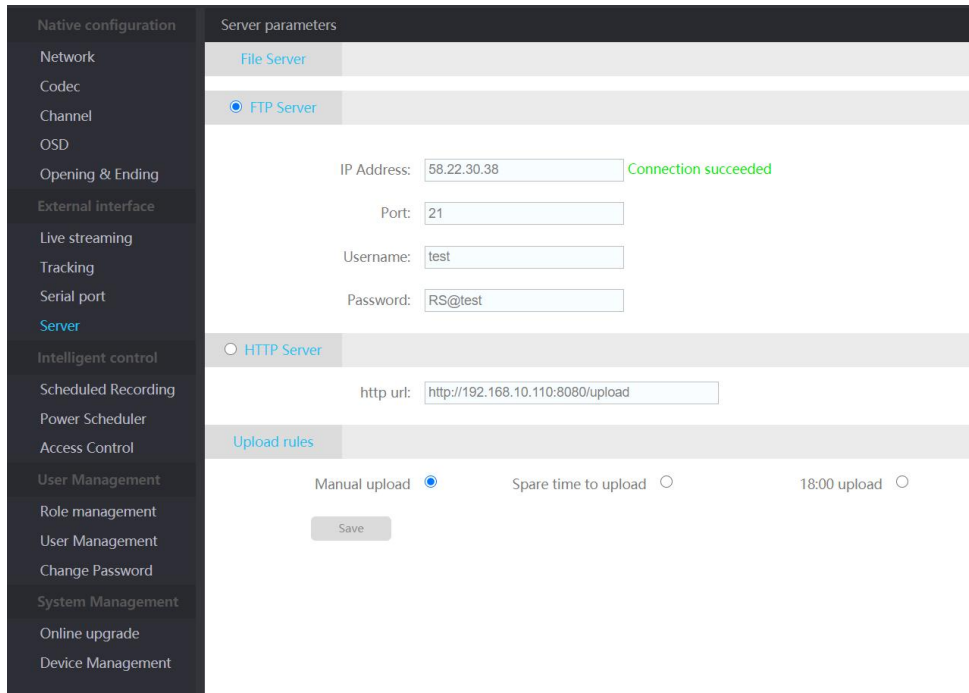 Native configuration
Network
Codec
Channel
OSD
Opening & Ending
External interface
Live streaming
Tracking
Serial port
Server
Intelligent control
Scheduled Recording
Power Scheduler
Access Control
User Management
Role management
User Management
Change Password
System Management
Online upgrade
Device Management
Server parameters
File Server
FTP Server
IP Address: 58.22.30.38 Connection succeeded
Port: 21
Username: test
Password: RS@test
HTTP Server
http url: http://192.168.10.110:8080/upload
Upload rules
Manual upload Spare time to upload 18:00 upload
Save